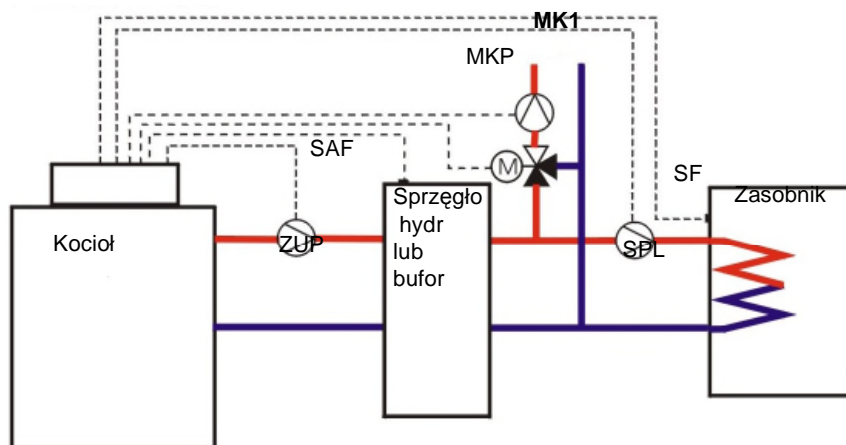 MK1
MKP
SAF
M
SF
Kocioł
ZUP
Sprzęgło
hydr
lub
bufor
SPL
Zasobnik